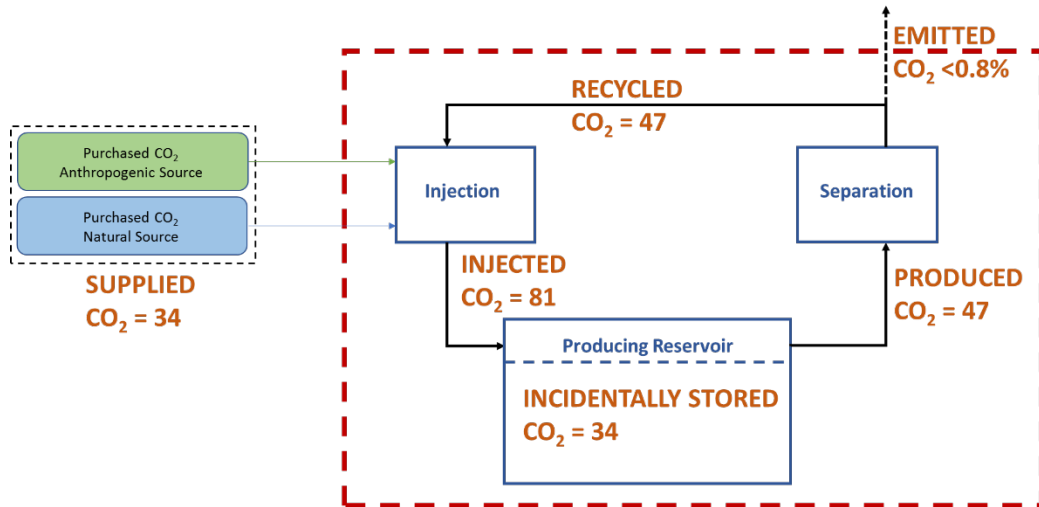 EMITTED
CO₂ <0.8%
RECYCLED
CO₂ = 47
Purchased CO₂
Anthropogenic Source
Purchased CO₂
Natural Source
SUPPLIED
CO₂ = 34
Injection
Separation
INJECTED
CO₂ = 81
PRODUCED
CO₂ = 47
Producing Reservoir
INCIDENTALLY STORED
CO₂ = 34